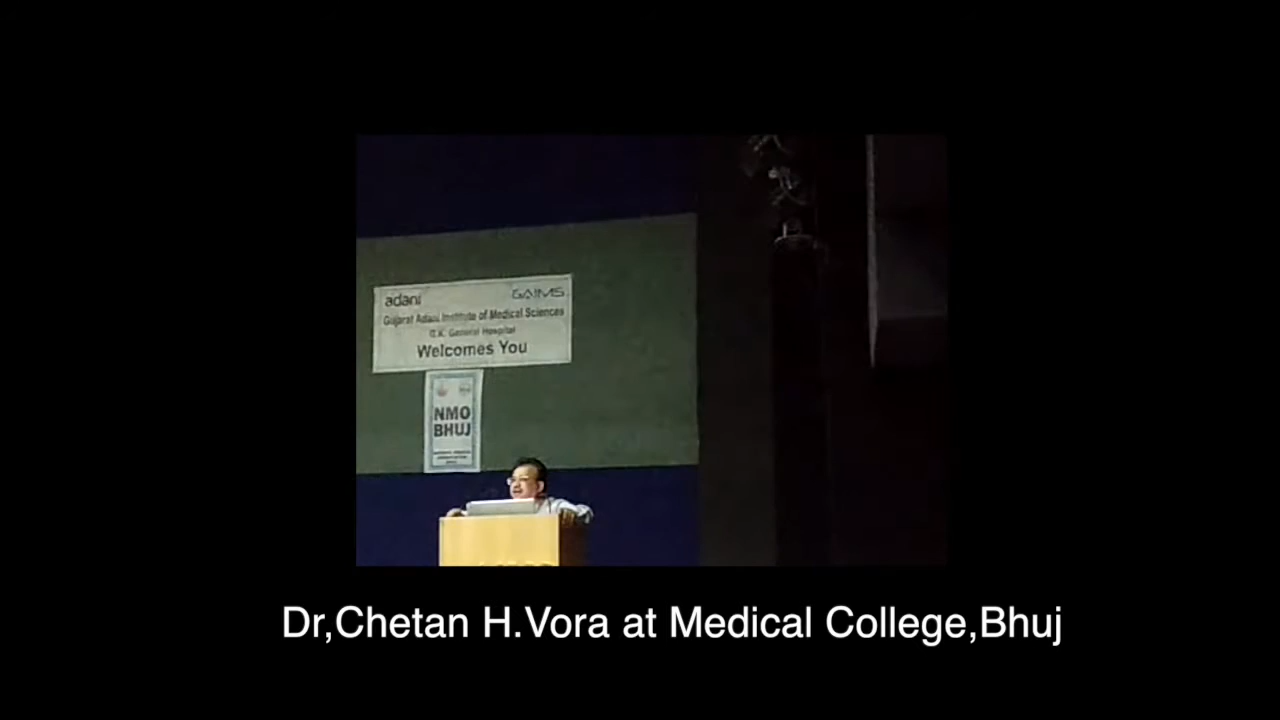 adani GAIMS
Gujarat Adani Institute of Medical Sciences
G.K. General Hospital
Welcomes You
NMO
BHUJ
Dr,Chetan H.Vora at Medical College,Bhuj